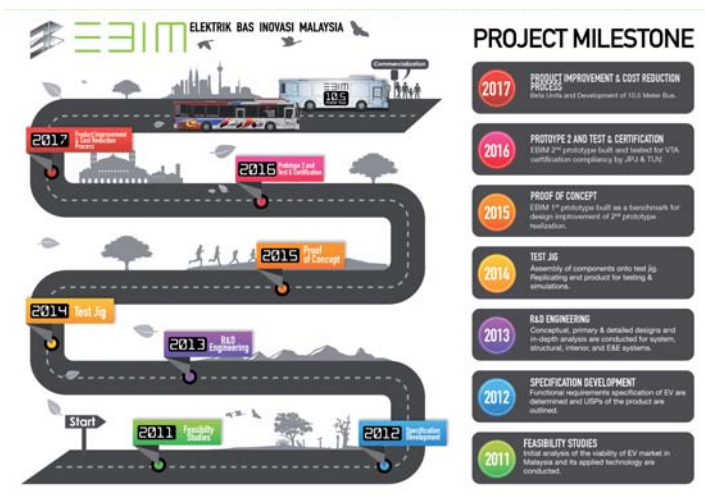 EBIM
ELEKTRIK BAS INOVASI MALAYSIA
Commercialization
EBIM
10.5
2017 Product Improvement
& Cost Reduction
Process
2016 Prototype 2 and
Test & Certification
2015 Proof
of Concept
2014 Test Jig
2013 R&D
Engineering
Start
2011 Feasibilty
Studies
2012 Specification
Development
PROJECT MILESTONE
2017
PRODUCT IMPROVEMENT & COST REDUCTION
PROCESS
Beta Units and Development of 10.5 Meter Bus.
2016
PROTOYPE 2 AND TEST & CERTIFICATION
EBIM 2nd prototype built and tested for VTA
certification compliancy by JPJ & TUV.
2015
PROOF OF CONCEPT
EBIM 1st prototype built as a benchmark for
design improvement of 2nd prototype
realization.
2014
TEST JIG
Assembly of components onto test jig.
Replicating end product for testing &
simulations.
2013
R&D ENGINEERING
Conceptual, primary & detailed designs and
in-depth analysis are conducted for system,
structural, interior, and E&E systems.
2012
SPECIFICATION DEVELOPMENT
Functional requirements specification of EV are
determined and USPs of the product are
outlined.
2011
FEASIBILITY STUDIES
Initial analysis of the viability of EV market in
Malaysia and its applied technology are
conducted.